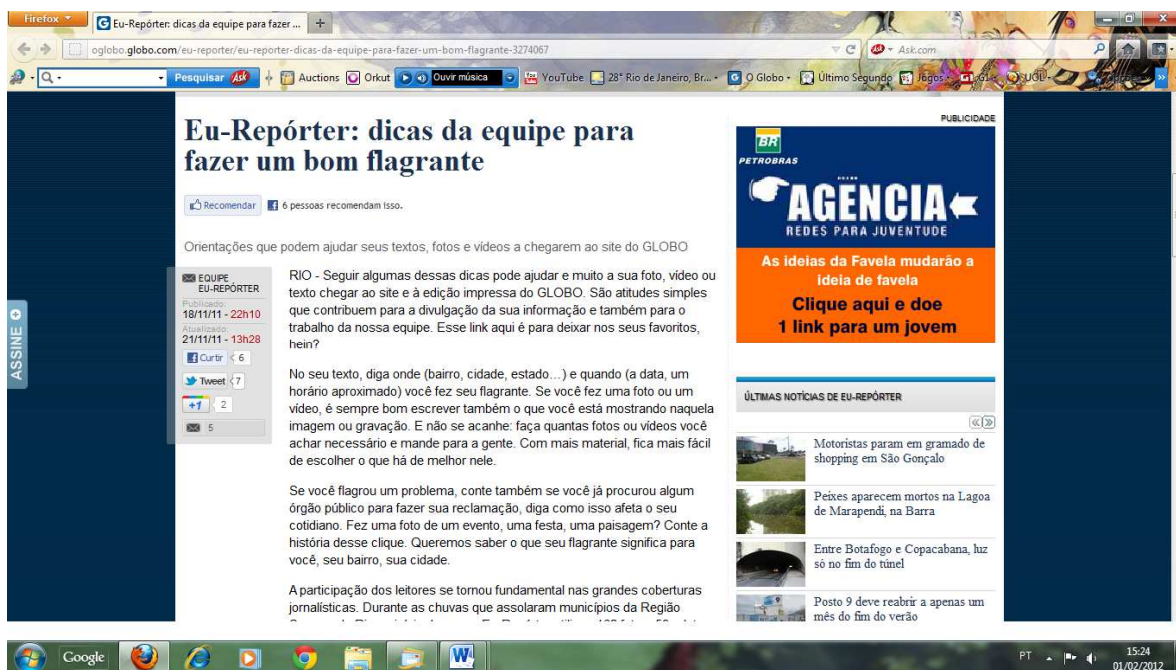 Firefox
Eu-Repórter: dicas da equipe para fazer ...
oglobo.globo.com/eu-reporter/eu-reporter-dicas-da-equipe-para-fazer-um-bom-flagrante-3274067
Ask.com
Pesquisar Ask
Auctions
Orkut
Ouvir música
YouTube
28° Rio de Janeiro, Br...
O Globo
Último Segundo
Jogos
G1
UOL
PUBLICIDADE
Eu-Repórter: dicas da equipe para
fazer um bom flagrante
Recomendar
6 pessoas recomendam isso.
Orientações que podem ajudar seus textos, fotos e vídeos a chegarem ao site do GLOBO
EQUIPE
EU-REPÓRTER
Publicado:
18/11/11 - 22h10
Atualizado:
21/11/11 - 13h28
Curtir 6
Tweet 7
+1 2
5
ASSINE
RIO - Seguir algumas dessas dicas pode ajudar e muito a sua foto, vídeo ou
texto chegar ao site e à edição impressa do GLOBO. São atitudes simples
que contribuem para a divulgação da sua informação e também para o
trabalho da nossa equipe. Esse link aqui é para deixar nos seus favoritos,
hein?
No seu texto, diga onde (bairro, cidade, estado...) e quando (a data, um
horário aproximado) você fez seu flagrante. Se você fez uma foto ou um
vídeo, é sempre bom escrever também o que você está mostrando naquela
imagem ou gravação. E não se acanhe: faça quantas fotos ou vídeos você
achar necessário e mande para a gente. Com mais material, fica mais fácil
de escolher o que há de melhor nele.
Se você flagrou um problema, conte também se você já procurou algum
órgão público para fazer sua reclamação, diga como isso afeta o seu
cotidiano. Fez uma foto de um evento, uma festa, uma paisagem? Conte a
história desse clique. Queremos saber o que seu flagrante significa para
você, seu bairro, sua cidade.
A participação dos leitores se tornou fundamental nas grandes coberturas
jornalísticas. Durante as chuvas que assolaram municípios da Região
BR
PETROBRAS
AGÊNCIA
REDES PARA JUVENTUDE
As ideias da Favela mudarão a
ideia de favela
Clique aqui e doe
1 link para um jovem
ÚLTIMAS NOTÍCIAS DE EU-REPÓRTER
Motoristas param em gramado de
shopping em São Gonçalo
Peixes aparecem mortos na Lagoa
de Marapendi, na Barra
Entre Botafogo e Copacabana, luz
só no fim do túnel
Posto 9 deve reabrir a apenas um
mês do fim do verão
Google
PT
15:24
01/02/2012